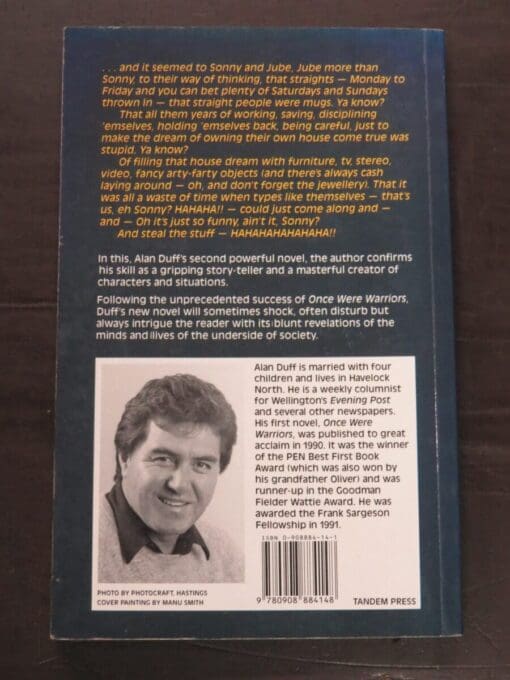 . . . and it seemed to Sonny and Jube, Jube more than
Sonny, to their way of thinking, that straights — Monday to
Friday and you can bet plenty of Saturdays and Sundays
thrown in — that straight people were mugs. Ya know?
That all them years of working, saving, disciplining
'emselves, holding 'emselves back, being careful, just to
make the dream of owning their own house come true was
stupid. Ya know?
Of filling that house dream with furniture, tv, stereo,
video, fancy arty-farty objects (and there's always cash
laying around — oh, and don't forget the jewellery). That it
was all a waste of time when types like themselves — that's
us, eh Sonny? HAHAHA!! — could just come along and —
and — Oh it's just so funny, ain't it, Sonny?
And steal the stuff — HAHAHAHAHAHAHA!!
In this, Alan Duff's second powerful novel, the author confirms
his skill as a gripping story-teller and a masterful creator of
characters and situations.
Following the unprecedented success of Once Were Warriors,
Duff's new novel will sometimes shock, often disturb but
always intrigue the reader with its blunt revelations of the
minds and lives of the underside of society.
Alan Duff is married with four
children and lives in Havelock
North. He is a weekly columnist
for Wellington's Evening Post
and several other newspapers.
His first novel, Once Were
Warriors, was published to great
acclaim in 1990. It was the winner
of the PEN Best First Book
Award (which was also won by
his grandfather Oliver) and was
runner-up in the Goodman
Fielder Wattie Award. He was
awarded the Frank Sargeson
Fellowship in 1991.
ISBN 0-908884-14-1
9 780908 884148
PHOTO BY PHOTOCRAFT, HASTINGS
COVER PAINTING BY MANU SMITH
TANDEM PRESS